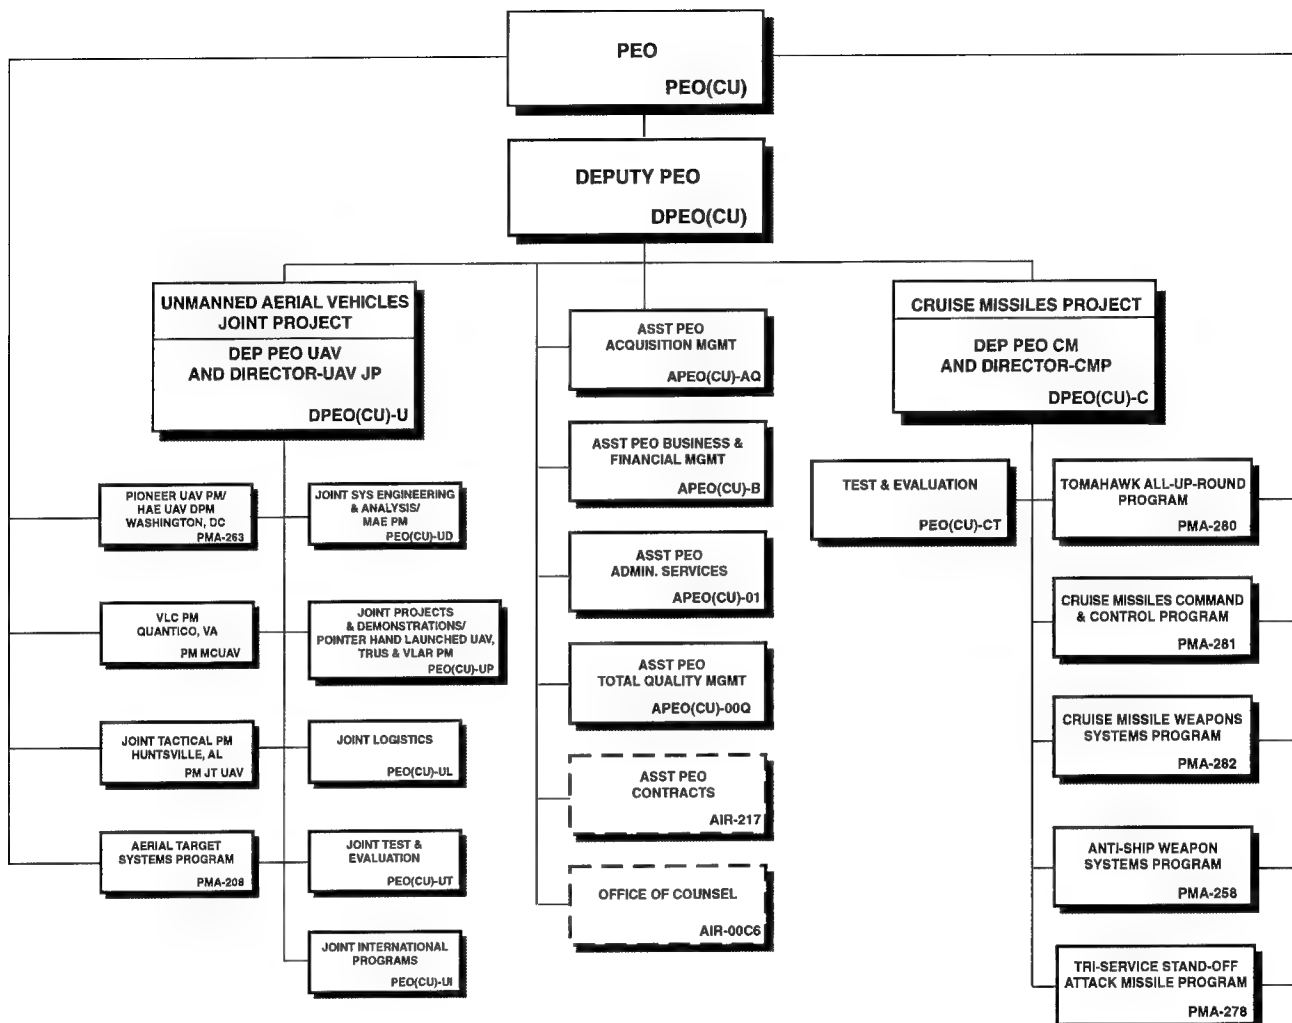 PEO
PEO(CU)
DEPUTY PEO
DPEO(CU)
UNMANNED AERIAL VEHICLES
JOINT PROJECT
DEP PEO UAV
AND DIRECTOR-UAV JP
DPEO(CU)-U
PIONEER UAV PM/
HAE UAV DPM
WASHINGTON, DC
PMA-263
JOINT SYS ENGINEERING
& ANALYSIS/
MAE PM
PEO(CU)-UD
VLC PM
QUANTICO, VA
PM MCUAV
JOINT PROJECTS
& DEMONSTRATIONS/
POINTER HAND LAUNCHED UAV,
TRUS & VLAR PM
PEO(CU)-UP
JOINT TACTICAL PM
HUNTSVILLE, AL
PM JT UAV
JOINT LOGISTICS
PEO(CU)-UL
AERIAL TARGET
SYSTEMS PROGRAM
PMA-208
JOINT TEST &
EVALUATION
PEO(CU)-UT
JOINT INTERNATIONAL
PROGRAMS
PEO(CU)-UI
ASST PEO
ACQUISITION MGMT
APEO(CU)-AQ
ASST PEO BUSINESS &
FINANCIAL MGMT
APEO(CU)-B
ASST PEO
ADMIN. SERVICES
APEO(CU)-01
ASST PEO
TOTAL QUALITY MGMT
APEO(CU)-00Q
ASST PEO
CONTRACTS
AIR-217
OFFICE OF COUNSEL
AIR-00C6
CRUISE MISSILES PROJECT
DEP PEO CM
AND DIRECTOR-CMP
DPEO(CU)-C
TEST & EVALUATION
PEO(CU)-CT
TOMAHAWK ALL-UP-ROUND
PROGRAM
PMA-280
CRUISE MISSILES COMMAND
& CONTROL PROGRAM
PMA-281
CRUISE MISSILE WEAPONS
SYSTEMS PROGRAM
PMA-282
ANTI-SHIP WEAPON
SYSTEMS PROGRAM
PMA-258
TRI-SERVICE STAND-OFF
ATTACK MISSILE PROGRAM
PMA-278